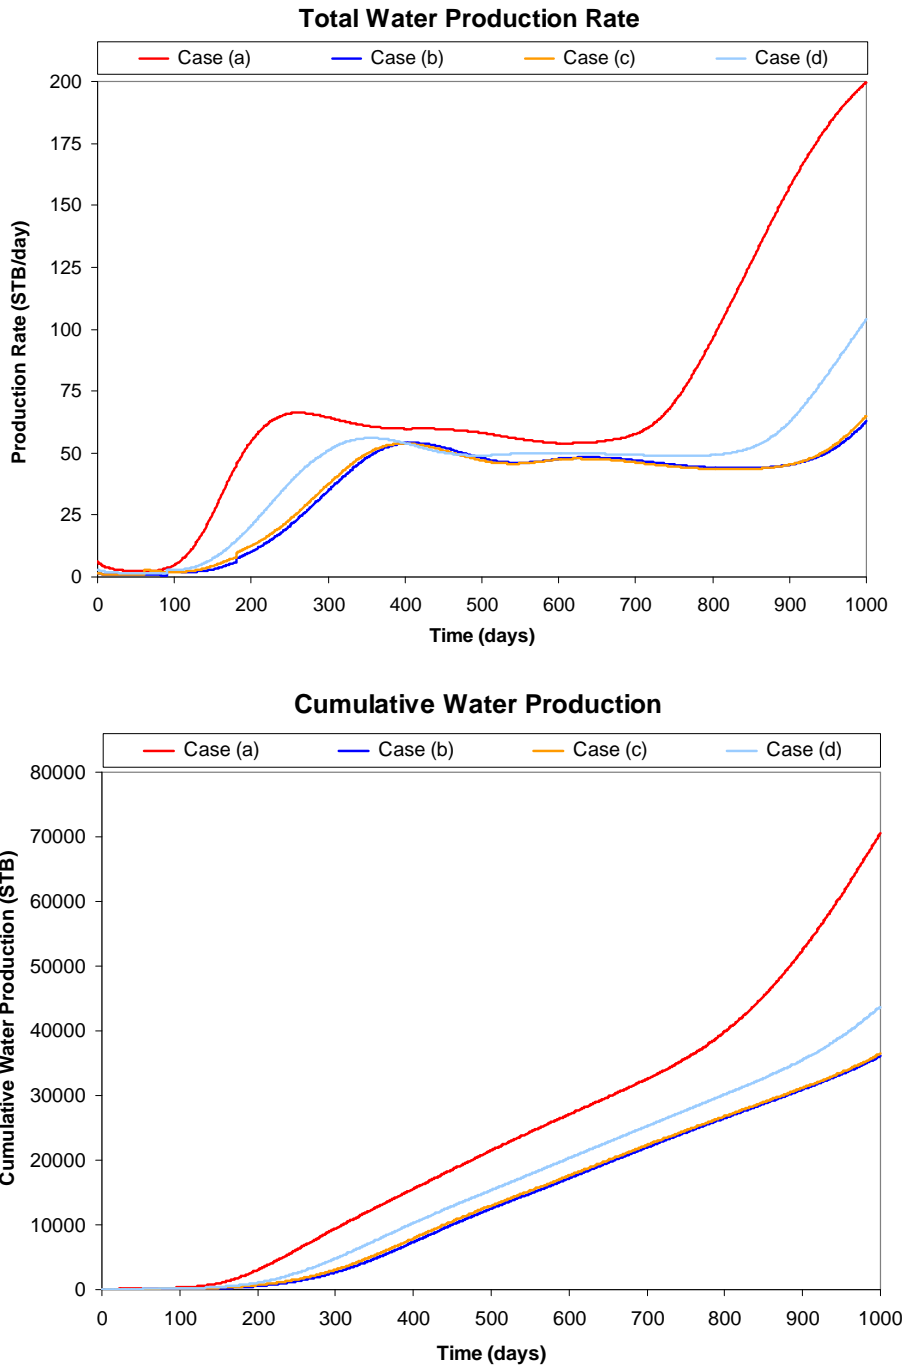 Total Water Production Rate
Case (a) Case (b) Case (c) Case (d)
200
175
150
125
100
75
50
25
0
Production Rate (STB/day)
0 100 200 300 400 500 600 700 800 900 1000
Time (days)
Cumulative Water Production
Case (a) Case (b) Case (c) Case (d)
80000
70000
60000
50000
40000
30000
20000
10000
0
Cumulative Water Production (STB)
0 100 200 300 400 500 600 700 800 900 1000
Time (days)